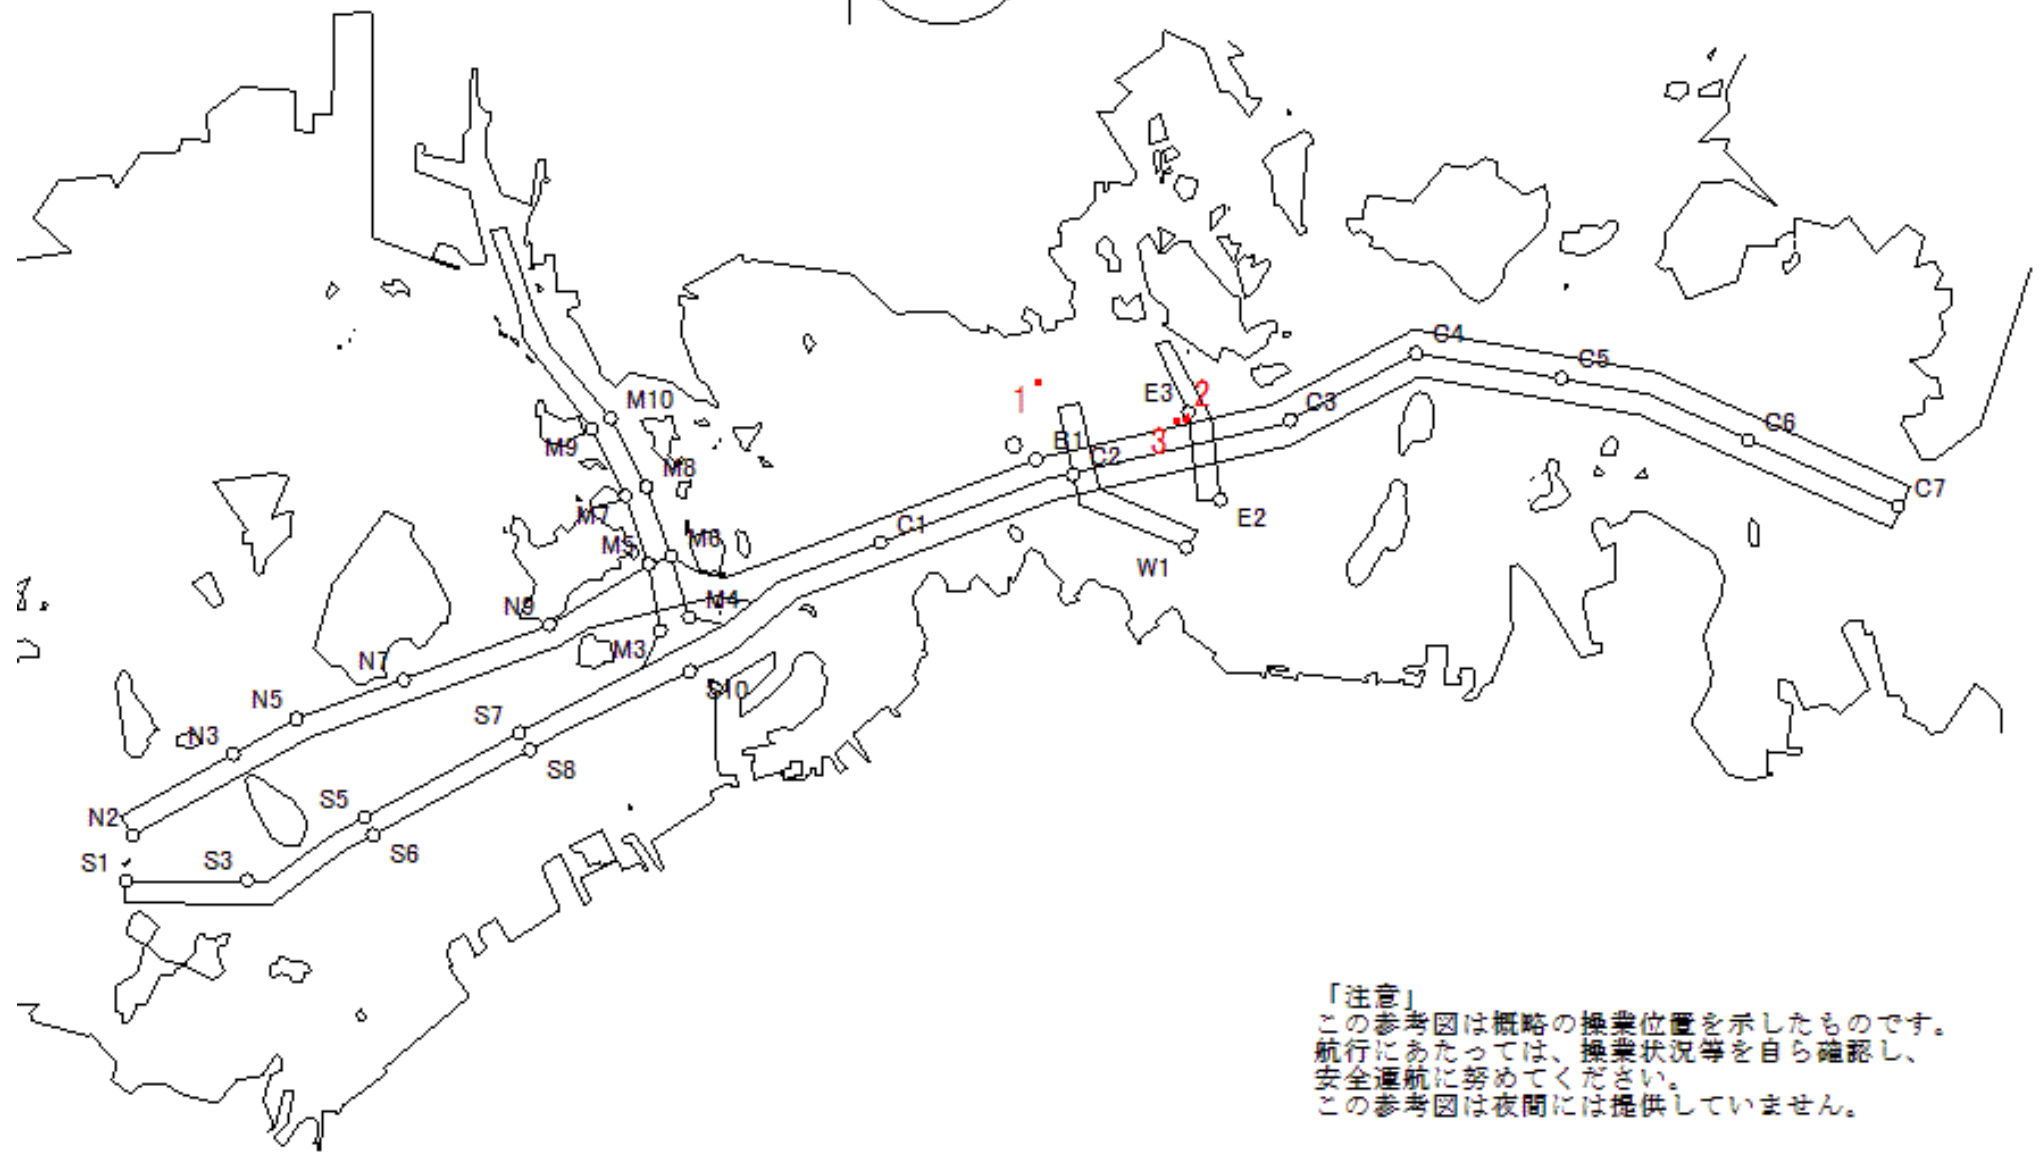 C4
C5
M10
1
E3
2
C3
C6
M9
3
B1
C2
M8
C7
M7
E2
C1
M5
M6
W1
N9
M4
M3
N7
S10
N5
S7
N3
S8
S5
N2
S6
S1
S3
「注意」
この参考図は概略の操業位置を示したものです。
航行にあたっては、操業状況等を自ら確認し、
安全運航に努めてください。
この参考図は夜間には提供していません。